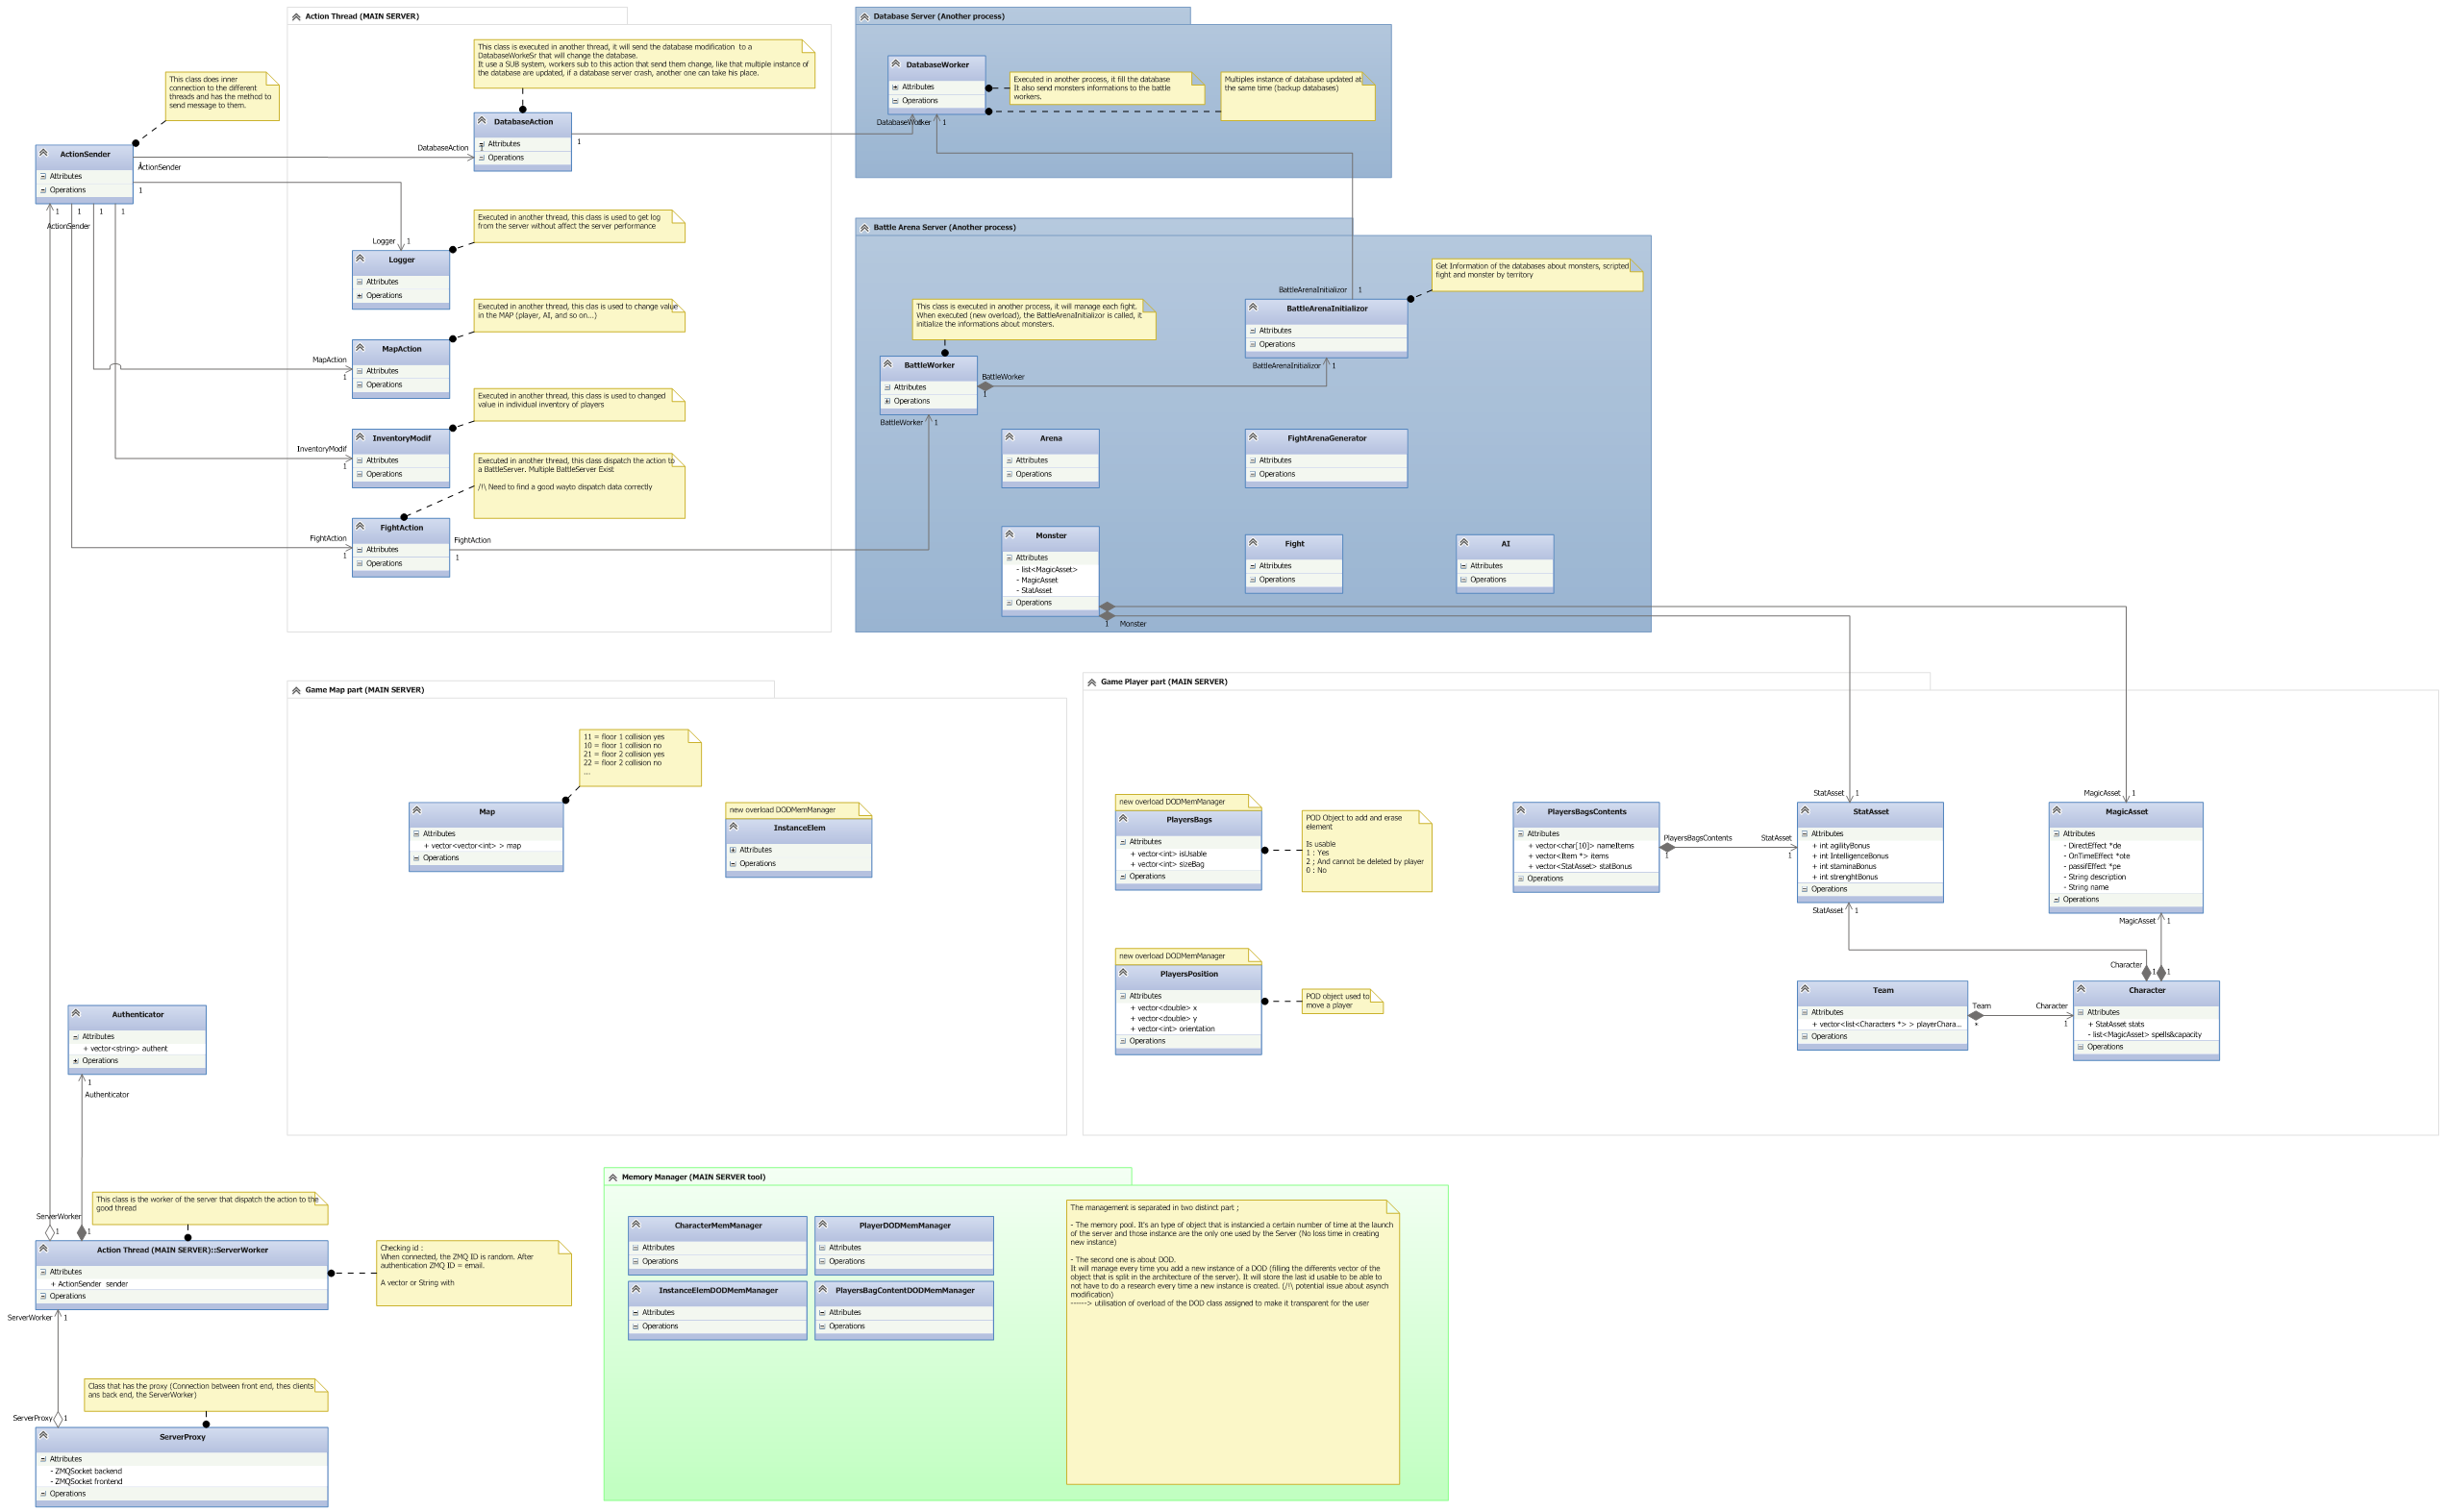 Action Thread (MAIN SERVER)
This class is executed in another thread, it will send the database modification to a
DatabaseWorkeSr that will change the database.
It use a SUB system, workers sub to this action that send them change, like that multiple instance of
the database are updated, if a database server crash, another one can take his place.
This class does inner
connection to the different
threads and has the method to
send message to them.
DatabaseAction
Attributes
Operations
ActionSender
Attributes
Operations
DatabaseAction
1
ActionSender
1
1
1
1
1
1
ActionSender
1
Executed in another thread, this class is used to get log
from the server without affect the server performance
Logger
1
Logger
Attributes
Operations
Executed in another thread, this clas is used to change value
in the MAP (player, AI, and so on...)
MapAction
1
MapAction
Attributes
Operations
Executed in another thread, this class is used to changed
value in individual inventory of players
InventoryModif
1
InventoryModif
Attributes
Operations
Executed in another thread, this class dispatch the action to
a BattleServer. Multiple BattleServer Exist
/!\ Need to find a good wayto dispatch data correctly
FightAction
1
FightAction
Attributes
Operations
FightAction
1
Database Server (Another process)
DatabaseWorker
Attributes
Operations
Executed in another process, it fill the database
It also send monsters informations to the battle
workers.
Multiples instance of database updated at
the same time (backup databases)
DatabaseWorker
1
Battle Arena Server (Another process)
Get Information of the databases about monsters, scripted
fight and monster by territory
BattleArenaInitializor
1
This class is executed in another process, it will manage each fight.
When executed (new overload), the BattleArenaInitializor is called, it
initialize the informations about monsters.
BattleArenaInitializor
Attributes
Operations
BattleArenaInitializor
1
BattleWorker
Attributes
Operations
BattleWorker
1
BattleWorker
1
Arena
Attributes
Operations
FightArenaGenerator
Attributes
Operations
Monster
Attributes
- list<MagicAsset>
- MagicAsset
- StatAsset
Operations
1
Monster
Fight
Attributes
Operations
AI
Attributes
Operations
Game Map part (MAIN SERVER)
11 = floor 1 collision yes
10 = floor 1 collision no
21 = floor 2 collision yes
22 = floor 2 collision no
...
Map
Attributes
+ vector<vector<int> > map
Operations
new overload DODMemManager
InstanceElem
Attributes
Operations
Game Player part (MAIN SERVER)
new overload DODMemManager
PlayersBags
Attributes
+ vector<int> isUsable
+ vector<int> sizeBag
Operations
POD Object to add and erase
element
Is usable
1 : Yes
2 ; And cannot be deleted by player
0 : No
PlayersBagsContents
Attributes
+ vector<char[10]> nameItems
+ vector<Item *> items
+ vector<StatAsset> statBonus
Operations
PlayersBagsContents
1
StatAsset
1
StatAsset
1
StatAsset
Attributes
+ int agilityBonus
+ int IntelligenceBonus
+ int staminaBonus
+ int strenghtBonus
Operations
StatAsset
1
MagicAsset
1
MagicAsset
Attributes
- DirectEffect *de
- OnTimeEffect *ote
- passifEffect *pe
- String description
- String name
Operations
MagicAsset
1
new overload DODMemManager
PlayersPosition
Attributes
+ vector<double> x
+ vector<double> y
+ vector<int> orientation
Operations
POD object used to
move a player
Team
Attributes
+ vector<list<Characters *> > playerChara...
Operations
Team
*
Character
1
Character
1
1
Character
Attributes
+ StatAsset stats
- list<MagicAsset> spells&capacity
Operations
Authenticator
Attributes
+ vector<string> authent
Operations
1
Authenticator
This class is the worker of the server that dispatch the action to the
good thread
ServerWorker
1
1
Action Thread (MAIN SERVER)::ServerWorker
Attributes
+ ActionSender sender
Operations
Checking id :
When connected, the ZMQ ID is random. After
authentication ZMQ ID = email.
A vector or String with
ServerWorker
1
Class that has the proxy (Connection between front end, thes clients
ans back end, the ServerWorker)
ServerProxy
1
ServerProxy
Attributes
- ZMQSocket backend
- ZMQSocket frontend
Operations
Memory Manager (MAIN SERVER tool)
CharacterMemManager
Attributes
Operations
PlayerDODMemManager
Attributes
Operations
InstanceElemDODMemManager
Attributes
Operations
PlayersBagContentDODMemManager
Attributes
Operations
The management is separated in two distinct part ;
- The memory pool. It's an type of object that is instancied a certain number of time at the launch
of the server and those instance are the only one used by the Server (No loss time in creating
new instance)
- The second one is about DOD.
It will manage every time you add a new instance of a DOD (filling the differents vector of the
object that is split in the architecture of the server). It will store the last id usable to be able to
not have to do a research every time a new instance is created. (/!\ potential issue about asynch
modification)
------> utilisation of overload of the DOD class assigned to make it transparent for the user